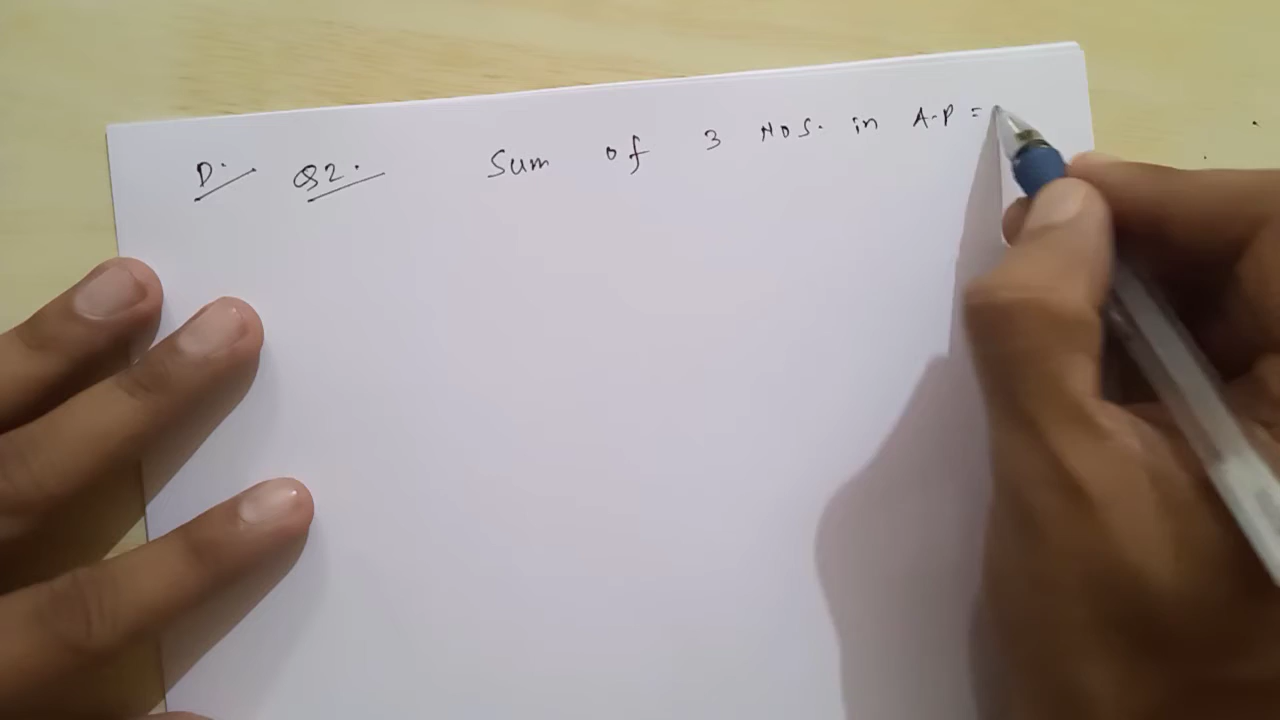 D. Q2. Sum of 3 NOS. in A.P =